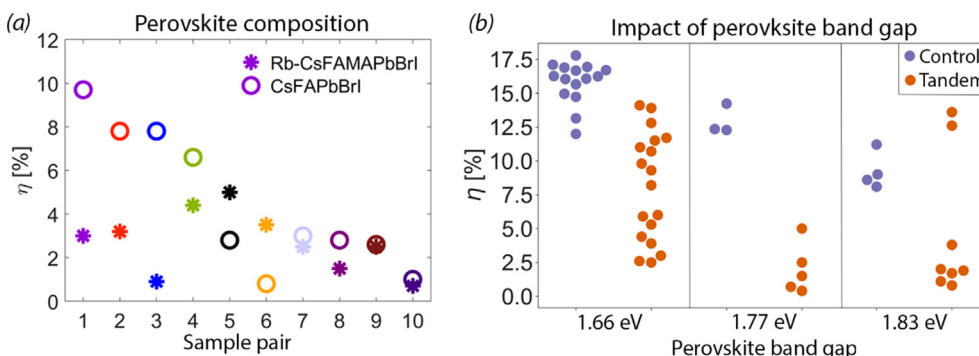 (a) Perovskite composition
12
10
8
6
4
2
0
η [%]
Rb-CsFAMAPbBrI
CsFAPbBrI
1 2 3 4 5 6 7 8 9 10
Sample pair
(b) Impact of perovksite band gap
17.5
15.0
12.5
10.0
7.5
5.0
2.5
0.0
η [%]
Control
Tandem
1.66 eV 1.77 eV 1.83 eV
Perovskite band gap